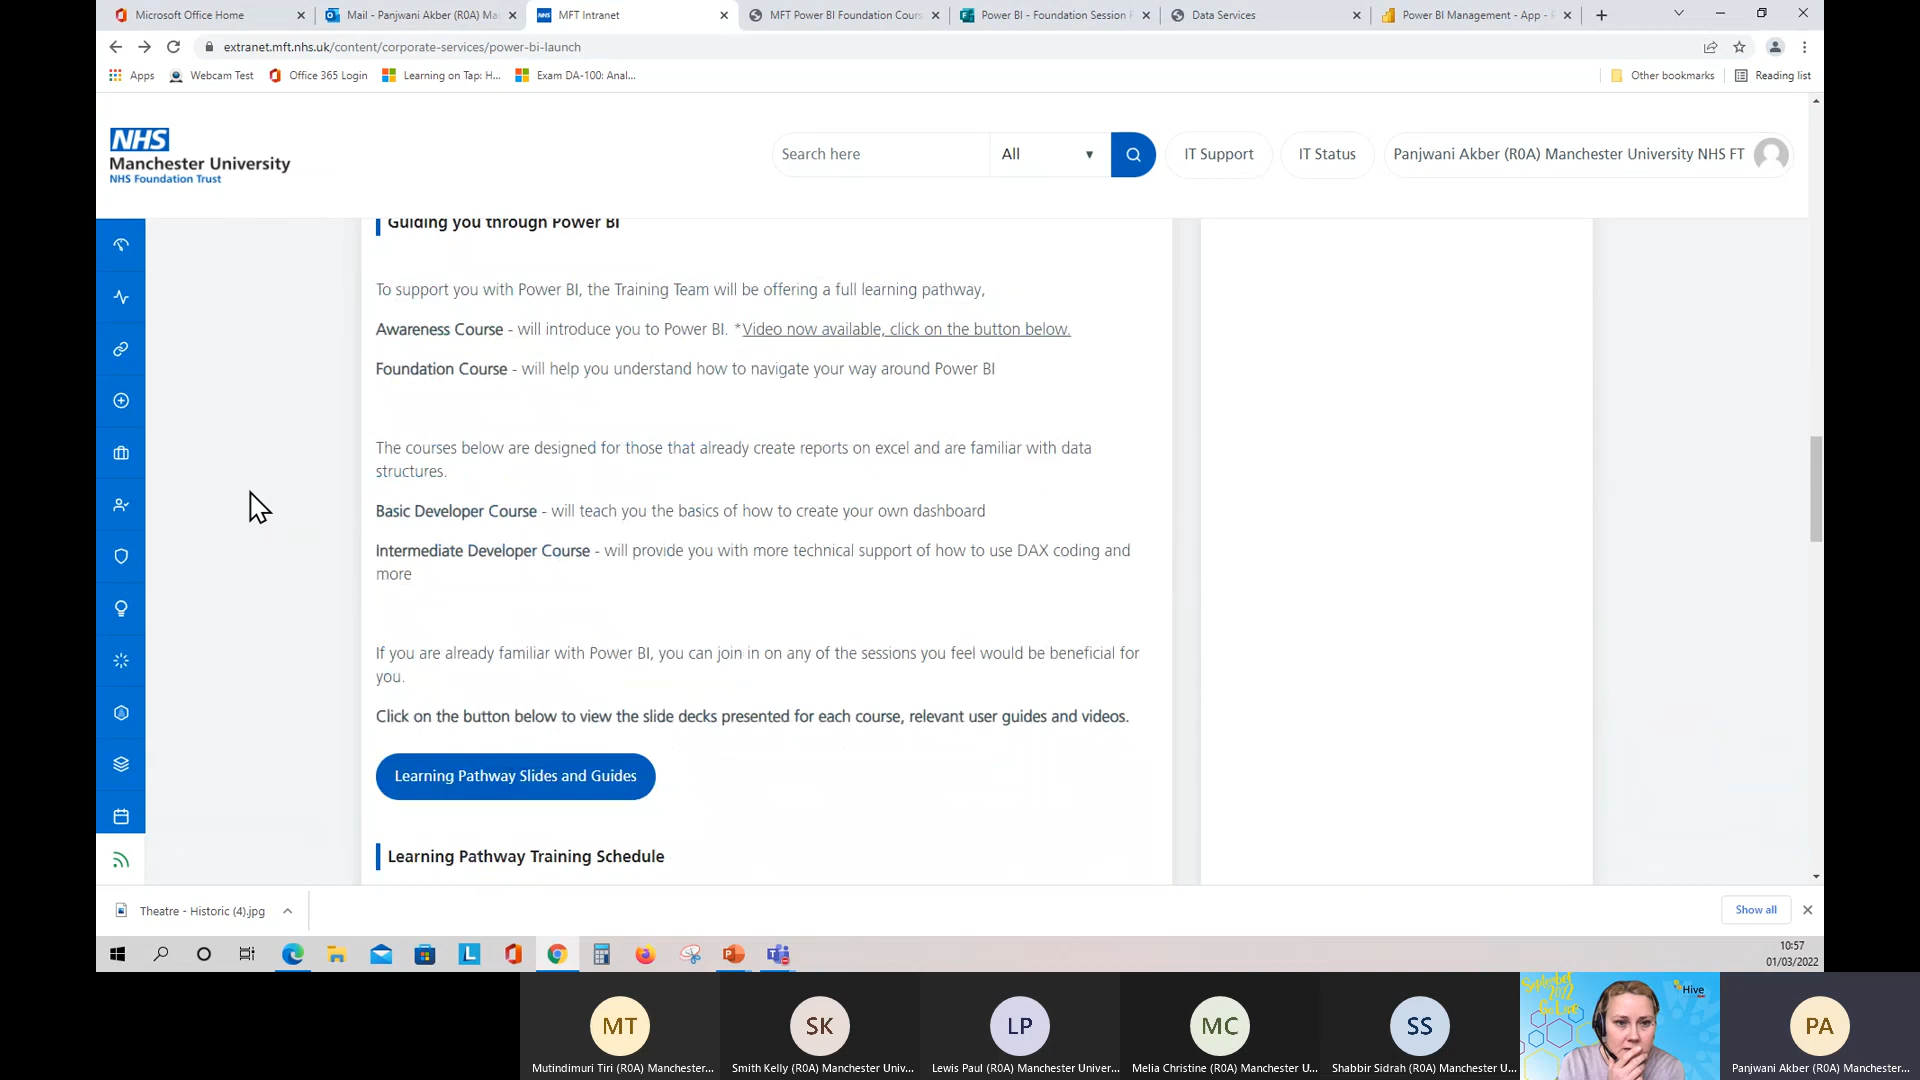 Microsoft Office Home
Mail - Panjwani Akber (R0A) Ma
MFT Intranet
MFT Power BI Foundation Cours
Power BI - Foundation Session F
Data Services
Power BI Management - App -
extranet.mft.nhs.uk/content/corporate-services/power-bi-launch
Apps
Webcam Test
Office 365 Login
Learning on Tap: H...
Exam DA-100: Anal...
Other bookmarks
Reading list
NHS
Manchester University
NHS Foundation Trust
Search here
All
IT Support
IT Status
Panjwani Akber (R0A) Manchester University NHS FT
Guiding you through Power BI
To support you with Power BI, the Training Team will be offering a full learning pathway,
Awareness Course - will introduce you to Power BI. *Video now available, click on the button below.
Foundation Course - will help you understand how to navigate your way around Power BI
The courses below are designed for those that already create reports on excel and are familiar with data
structures.
Basic Developer Course - will teach you the basics of how to create your own dashboard
Intermediate Developer Course - will provide you with more technical support of how to use DAX coding and
more
If you are already familiar with Power BI, you can join in on any of the sessions you feel would be beneficial for
you.
Click on the button below to view the slide decks presented for each course, relevant user guides and videos.
Learning Pathway Slides and Guides
Learning Pathway Training Schedule
Theatre - Historic (4).jpg
Show all
10:57
01/03/2022
MT
SK
LP
MC
SS
PA
September
2022
Go Live
Hive
Mutindimuri Tiri (R0A) Manchester...
Smith Kelly (R0A) Manchester Univ...
Lewis Paul (R0A) Manchester Univer...
Melia Christine (R0A) Manchester U...
Shabbir Sidrah (R0A) Manchester U...
Panjwani Akber (R0A) Manchester...